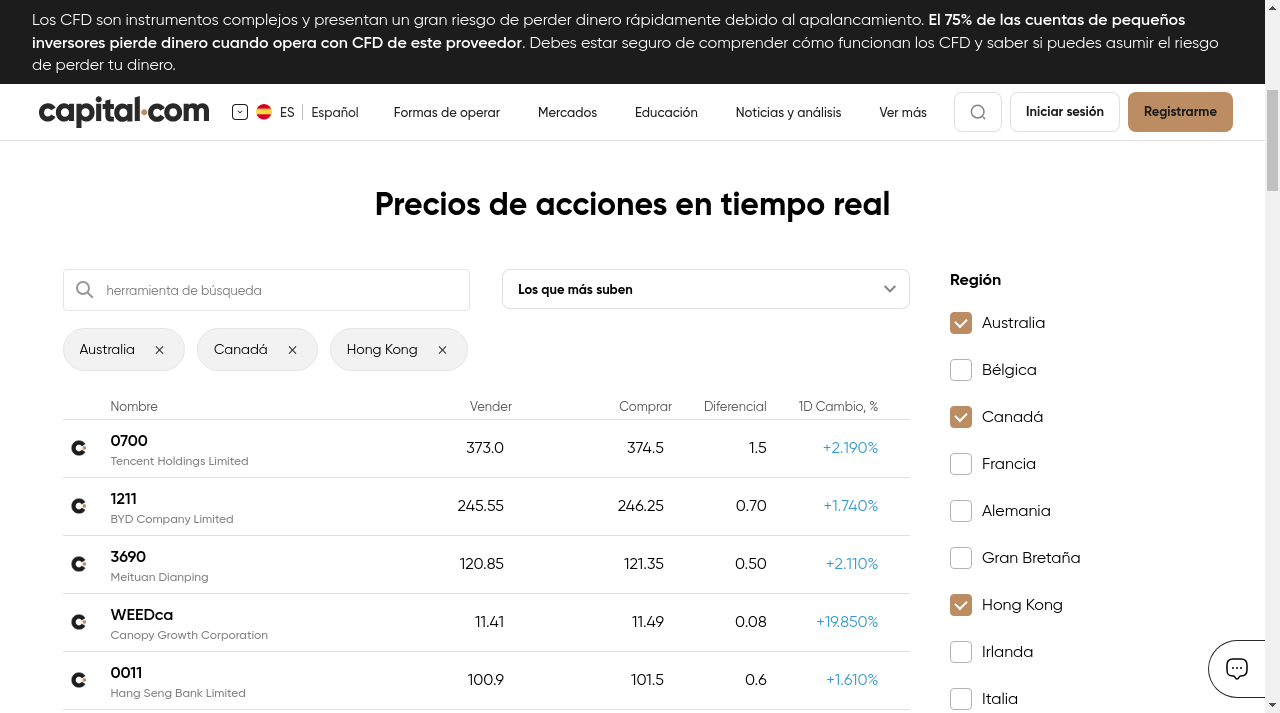 Los CFD son instrumentos complejos y presentan un gran riesgo de perder dinero rápidamente debido al apalancamiento. El 75% de las cuentas de pequeños
inversores pierde dinero cuando opera con CFD de este proveedor. Debes estar seguro de comprender cómo funcionan los CFD y saber si puedes asumir el riesgo
de perder tu dinero.
capital.com ES Español Formas de operar Mercados Educación Noticias y análisis Ver más Iniciar sesión Registrarme
Precios de acciones en tiempo real
herramienta de búsqueda
Los que más suben
Australia × Canadá × Hong Kong ×
Nombre Vender Comprar Diferencial 1D Cambio, %
0700 373.0 374.5 1.5 +2.190%
Tencent Holdings Limited
1211 245.55 246.25 0.70 +1.740%
BYD Company Limited
3690 120.85 121.35 0.50 +2.110%
Meituan Dianping
WEEDca 11.41 11.49 0.08 +19.850%
Canopy Growth Corporation
0011 100.9 101.5 0.6 +1.610%
Hang Seng Bank Limited
Región
Australia
Bélgica
Canadá
Francia
Alemania
Gran Bretaña
Hong Kong
Irlanda
Italia